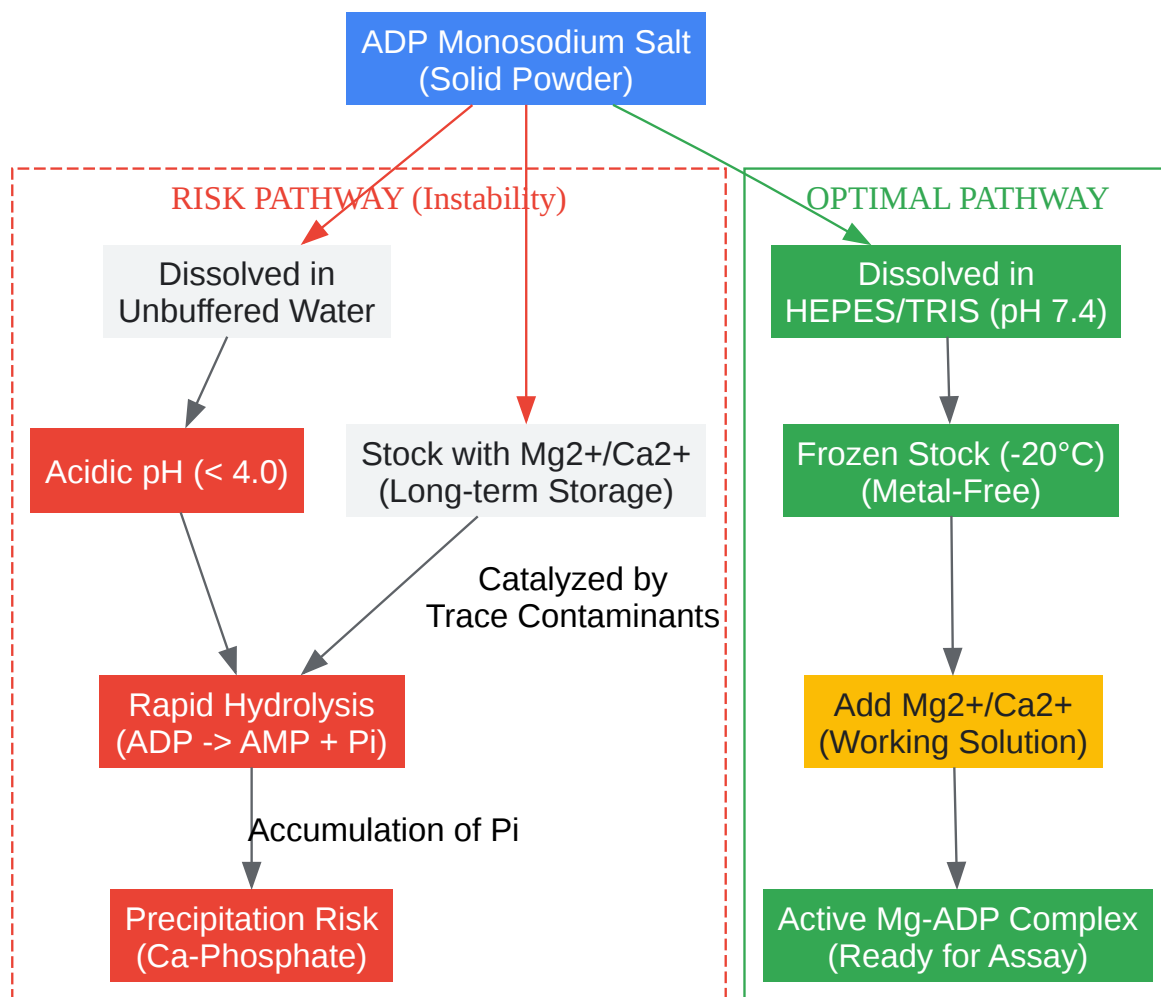 ADP Monosodium Salt
(Solid Powder)
RISK PATHWAY (Instability)
OPTIMAL PATHWAY
Dissolved in
Unbuffered Water
Dissolved in
HEPES/TRIS (pH 7.4)
Acidic pH (< 4.0)
Stock with Mg2+/Ca2+
(Long-term Storage)
Frozen Stock (-20°C)
(Metal-Free)
Catalyzed by
Trace Contaminants
Rapid Hydrolysis
(ADP -> AMP + Pi)
Add Mg2+/Ca2+
(Working Solution)
Accumulation of Pi
Precipitation Risk
(Ca-Phosphate)
Active Mg-ADP Complex
(Ready for Assay)